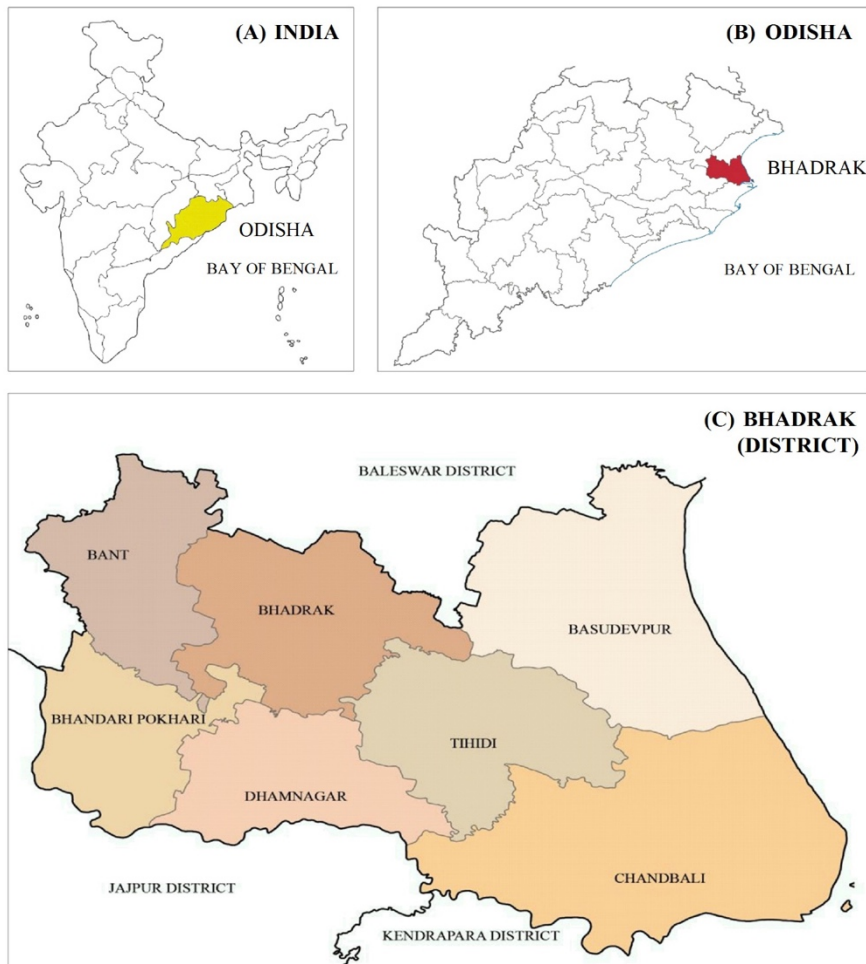 (A) INDIA
ODISHA
BAY OF BENGAL
(B) ODISHA
BHADRAK
BAY OF BENGAL
(C) BHADRAK
(DISTRICT)
BALESWAR DISTRICT
BANT
BHADRAK
BASUDEVPUR
BHANDARI POKHARI
TIHIDI
DHAMNAGAR
CHANDBALI
JAJPUR DISTRICT
KENDRAPARA DISTRICT